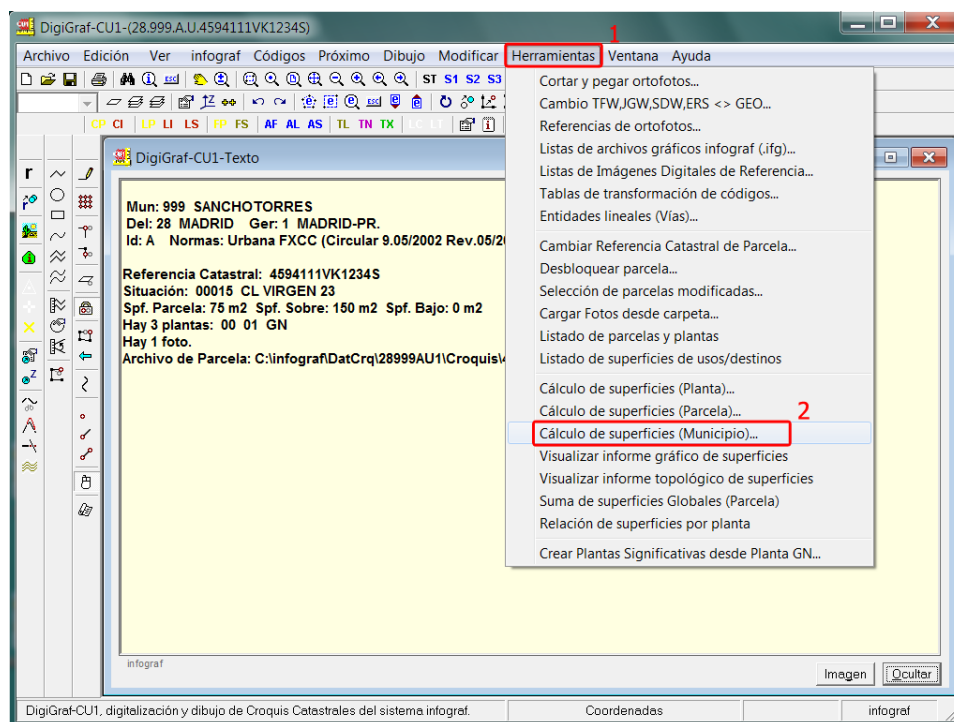 DigiGraf-CU1-(28.999.A.U.4594111VK1234S)
1
Archivo Edición Ver infograf Códigos Próximo Dibujo Modificar Herramientas Ventana Ayuda
ST S1 S2 S3
CP CI LP LI LS FP FS AF AL AS TL TN TX LC LT
DigiGraf-CU1-Texto
Mun: 999 SANCHOTORRES
Del: 28 MADRID Ger: 1 MADRID-PR.
Id: A Normas: Urbana FXCC (Circular 9.05/2002 Rev.05/20
Referencia Catastral: 4594111VK1234S
Situación: 00015 CL VIRGEN 23
Spf. Parcela: 75 m2 Spf. Sobre: 150 m2 Spf. Bajo: 0 m2
Hay 3 plantas: 00 01 GN
Hay 1 foto.
Archivo de Parcela: C:\infograf\DatCrq\28999AU1\Croquis\4
Cortar y pegar ortofotos...
Cambio TFW,JGW,SDW,ERS <> GEO...
Referencias de ortofotos...
Listas de archivos gráficos infograf (.ifg)...
Listas de Imágenes Digitales de Referencia...
Tablas de transformación de códigos...
Entidades lineales (Vías)...
Cambiar Referencia Catastral de Parcela...
Desbloquear parcela...
Selección de parcelas modificadas...
Cargar Fotos desde carpeta...
Listado de parcelas y plantas
Listado de superficies de usos/destinos
Cálculo de superficies (Planta)...
Cálculo de superficies (Parcela)...
2
Cálculo de superficies (Municipio)...
Visualizar informe gráfico de superficies
Visualizar informe topológico de superficies
Suma de superficies Globales (Parcela)
Relación de superficies por planta
Crear Plantas Significativas desde Planta GN...
infograf
Imagen Ocultar
DigiGraf-CU1, digitalización y dibujo de Croquis Catastrales del sistema infograf. Coordenadas infograf